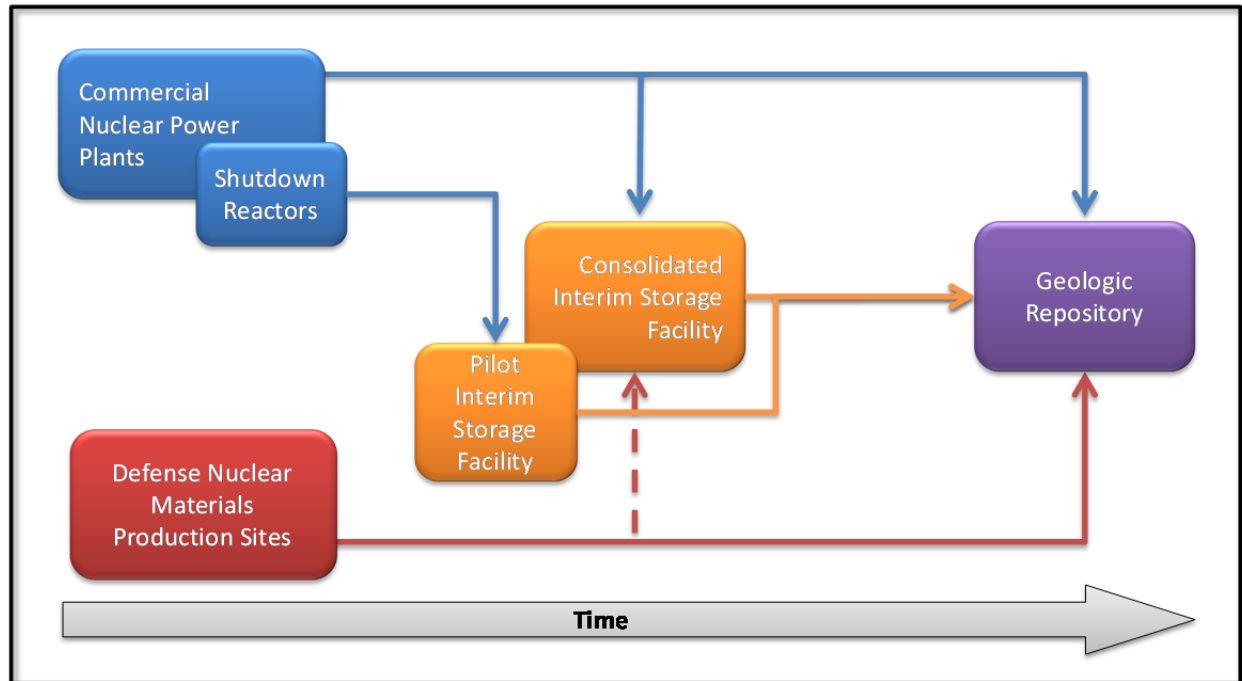 Commercial
Nuclear Power
Plants
Shutdown
Reactors
Consolidated
Interim Storage
Facility
Geologic
Repository
Pilot
Interim
Storage
Facility
Defense Nuclear
Materials
Production Sites
Time